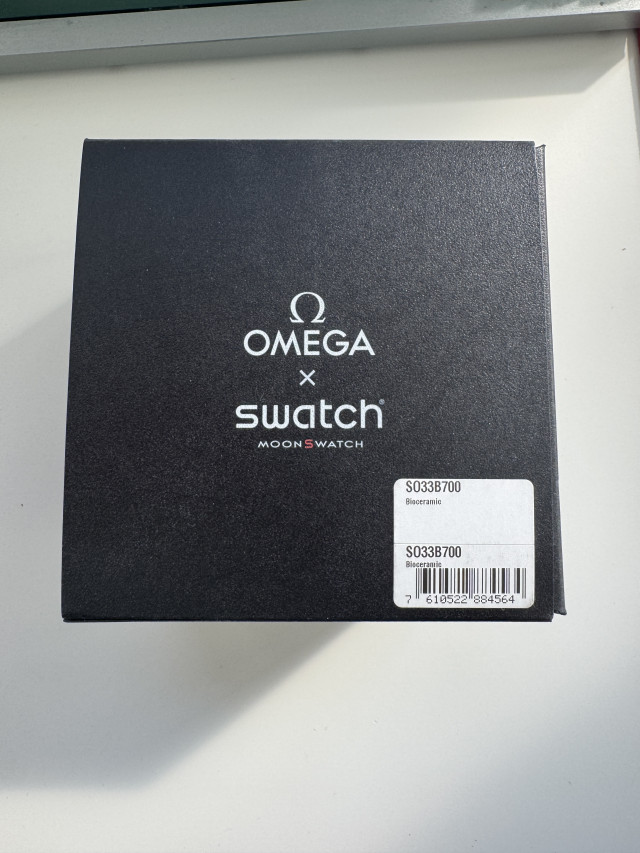 Ω
OMEGA
×
swatch®
MOONSWATCH
SO33B700
Bioceramic
SO33B700
Bioceramic
7 610522 884564